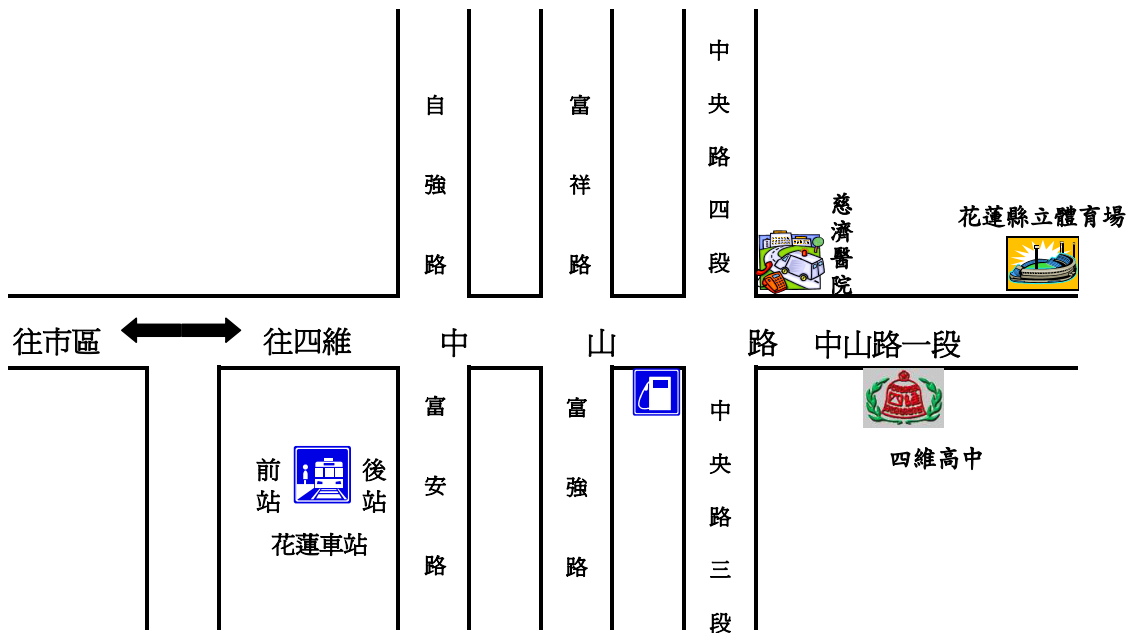 自強路
富祥路
中央路四段
慈濟醫院
花蓮縣立體育場
往市區
往四維
中山路
中山路一段
富安路
富強路
中央路三段
四維
四維高中
前站
後站
花蓮車站